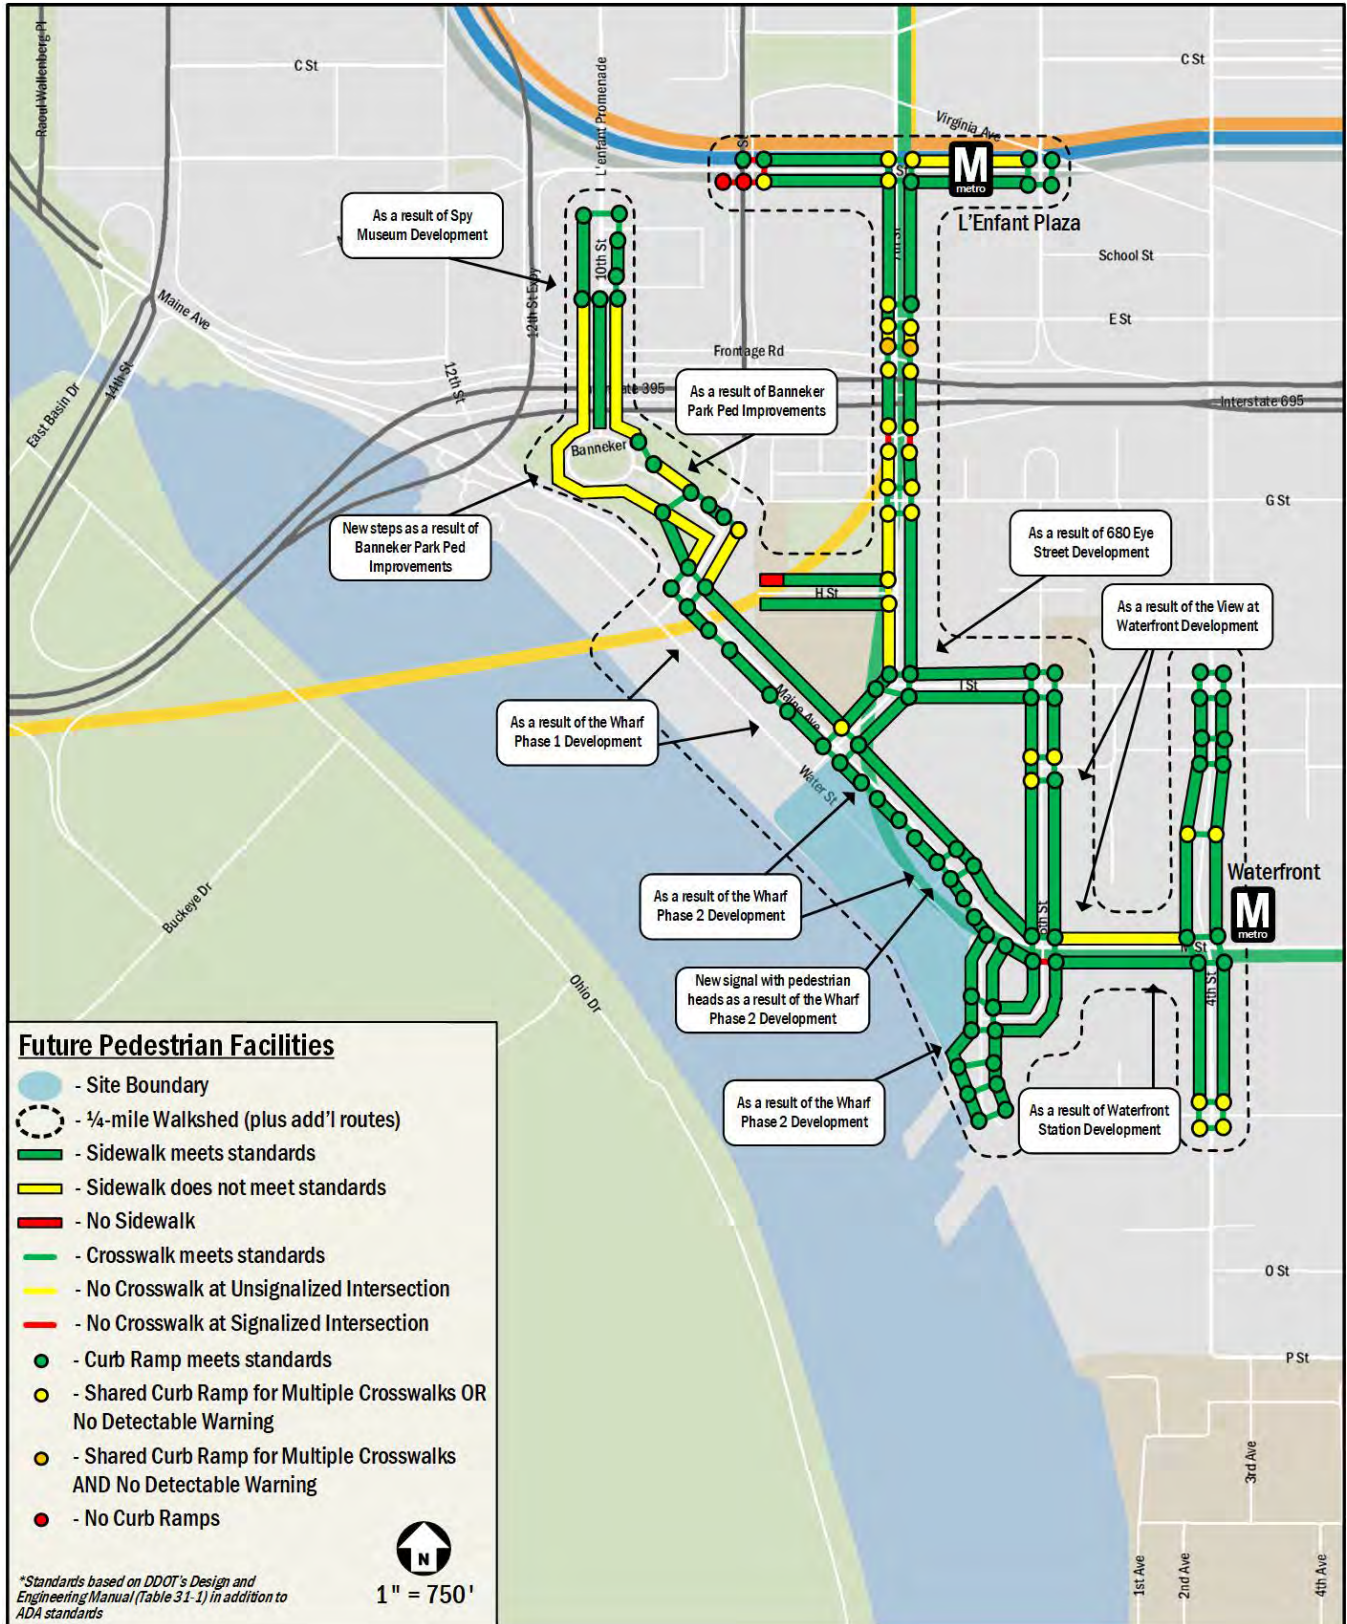 Raoul Wallenberg Pl
C St
L'enfant Promenade
C St
Virginia Ave
St
St
M
metro
L'Enfant Plaza
As a result of Spy
Museum Development
10th St
7th St
School St
12th St Expy
Maine Ave
E St
14th St
East Basin Dr
12th St
Frontage Rd
Interstate 395
Interstate 695
As a result of Banneker
Park Ped Improvements
Banneker
G St
New steps as a result of
Banneker Park Ped
Improvements
As a result of 680 Eye
Street Development
H St
As a result of the View at
Waterfront Development
I St
Maine Ave
As a result of the Wharf
Phase 1 Development
Water St
Waterfront
M
metro
As a result of the Wharf
Phase 2 Development
Buckeye Dr
6th St
M St
4th St
Ohio Dr
New signal with pedestrian
heads as a result of the Wharf
Phase 2 Development
As a result of the Wharf
Phase 2 Development
As a result of Waterfront
Station Development
O St
P St
3rd Ave
1st Ave
2nd Ave
4th Ave
Future Pedestrian Facilities
- Site Boundary
- ¼-mile Walkshed (plus add'l routes)
- Sidewalk meets standards
- Sidewalk does not meet standards
- No Sidewalk
- Crosswalk meets standards
- No Crosswalk at Unsignalized Intersection
- No Crosswalk at Signalized Intersection
- Curb Ramp meets standards
- Shared Curb Ramp for Multiple Crosswalks OR
No Detectable Warning
- Shared Curb Ramp for Multiple Crosswalks
AND No Detectable Warning
- No Curb Ramps
N
1" = 750'
*Standards based on DDOT's Design and
Engineering Manual (Table 31-1) in addition to
ADA standards